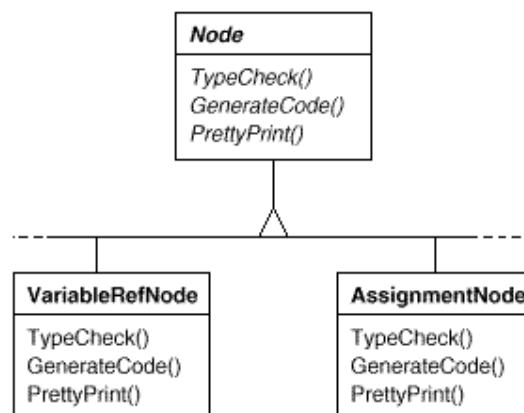 Node
TypeCheck()
GenerateCode()
PrettyPrint()
VariableRefNode
TypeCheck()
GenerateCode()
PrettyPrint()
AssignmentNode
TypeCheck()
GenerateCode()
PrettyPrint()